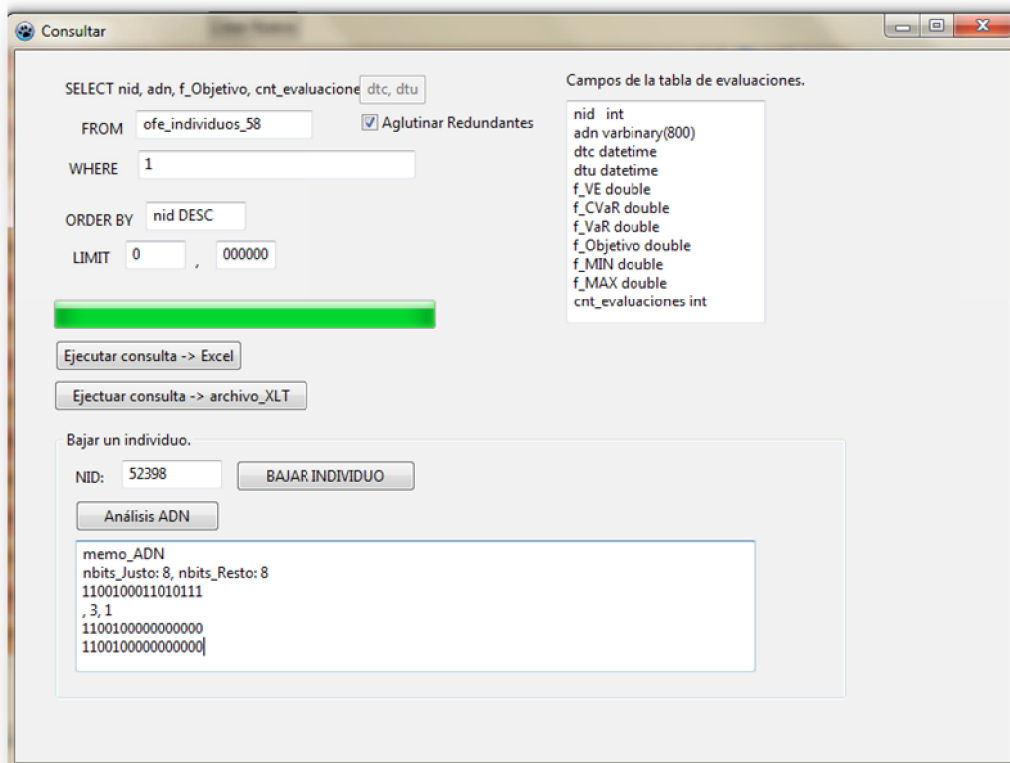 Consultar
SELECT nid, adn, f_Objetivo, cnt_evaluacione dtc, dtu
FROM ofe_individuos_58
Aglutinar Redundantes
WHERE 1
ORDER BY nid DESC
LIMIT 0 , 000000
Campos de la tabla de evaluaciones.
nid int
adn varbinary(800)
dtc datetime
dtu datetime
f_VE double
f_CVaR double
f_VaR double
f_Objetivo double
f_MIN double
f_MAX double
cnt_evaluaciones int
Ejecutar consulta -> Excel
Ejectuar consulta -> archivo_XLT
Bajar un individuo.
NID: 52398 BAJAR INDIVIDUO
Análisis ADN
memo_ADN
nbits_Justo: 8, nbits_Resto: 8
1100100011010111
, 3, 1
1100100000000000
1100100000000000